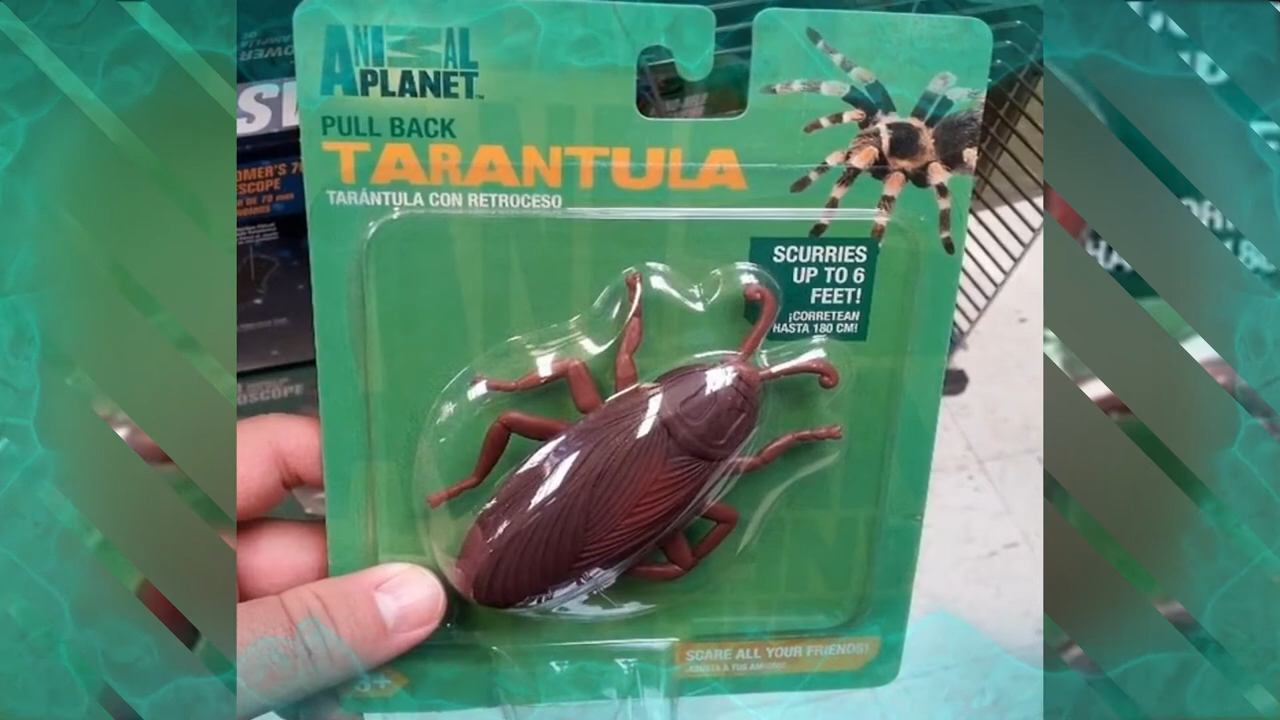 ANIMAL
PLANET™
PULL BACK
TARANTULA
TARÁNTULA CON RETROCESO
SCURRIES
UP TO 6
FEET!
¡CORRETEAN
HASTA 180 CM!
SCARE ALL YOUR FRIENDS!